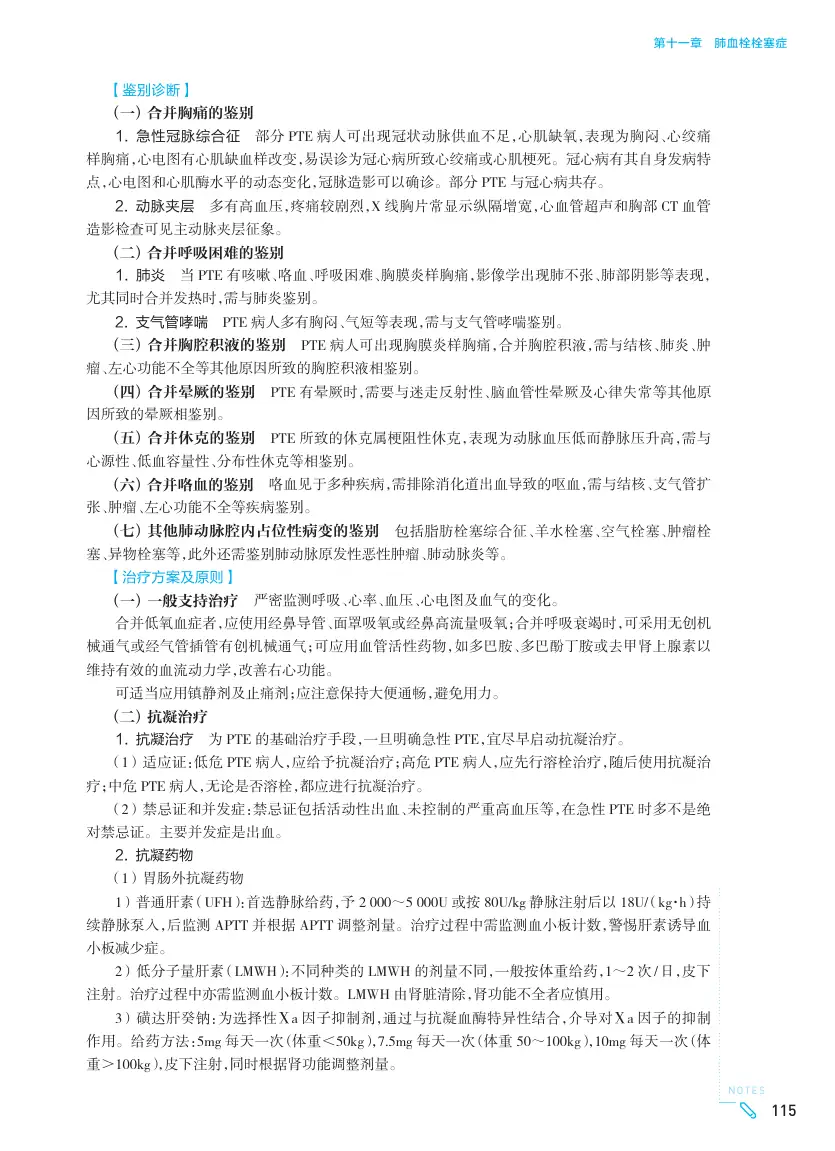 第十一章 肺血栓栓塞症
【鉴别诊断】
（一）合并胸痛的鉴别
1. 急性冠脉综合征 部分 PTE 病人可出现冠状动脉供血不足，心肌缺氧，表现为胸闷、心绞痛
样胸痛，心电图有心肌缺血样改变，易误诊为冠心病所致心绞痛或心肌梗死。冠心病有其自身发病特
点，心电图和心肌酶水平的动态变化，冠脉造影可以确诊。部分 PTE 与冠心病共存。
2. 动脉夹层 多有高血压，疼痛较剧烈，X 线胸片常显示纵隔增宽，心血管超声和胸部 CT 血管
造影检查可见主动脉夹层征象。
（二）合并呼吸困难的鉴别
1. 肺炎 当 PTE 有咳嗽、咯血、呼吸困难、胸膜炎样胸痛，影像学出现肺不张、肺部阴影等表现，
尤其同时合并发热时，需与肺炎鉴别。
2. 支气管哮喘 PTE 病人多有胸闷、气短等表现，需与支气管哮喘鉴别。
（三）合并胸腔积液的鉴别 PTE 病人可出现胸膜炎样胸痛，合并胸腔积液，需与结核、肺炎、肿
瘤、左心功能不全等其他原因所致的胸腔积液相鉴别。
（四）合并晕厥的鉴别 PTE 有晕厥时，需要与迷走反射性、脑血管性晕厥及心律失常等其他原
因所致的晕厥相鉴别。
（五）合并休克的鉴别 PTE 所致的休克属梗阻性休克，表现为动脉血压低而静脉压升高，需与
心源性、低血容量性、分布性休克等相鉴别。
（六）合并咯血的鉴别 咯血见于多种疾病，需排除消化道出血导致的呕血，需与结核、支气管扩
张、肿瘤、左心功能不全等疾病鉴别。
（七）其他肺动脉腔内占位性病变的鉴别 包括脂肪栓塞综合征、羊水栓塞、空气栓塞、肿瘤栓
塞、异物栓塞等，此外还需鉴别肺动脉原发性恶性肿瘤、肺动脉炎等。
【治疗方案及原则】
（一）一般支持治疗 严密监测呼吸、心率、血压、心电图及血气的变化。
合并低氧血症者，应使用经鼻导管、面罩吸氧或经鼻高流量吸氧；合并呼吸衰竭时，可采用无创机
械通气或经气管插管有创机械通气；可应用血管活性药物，如多巴胺、多巴酚丁胺或去甲肾上腺素以
维持有效的血流动力学，改善右心功能。
可适当应用镇静剂及止痛剂；应注意保持大便通畅，避免用力。
（二）抗凝治疗
1. 抗凝治疗 为 PTE 的基础治疗手段，一旦明确急性 PTE，宜尽早启动抗凝治疗。
（1）适应证：低危 PTE 病人，应给予抗凝治疗；高危 PTE 病人，应先行溶栓治疗，随后使用抗凝治
疗；中危 PTE 病人，无论是否溶栓，都应进行抗凝治疗。
（2）禁忌证和并发症：禁忌证包括活动性出血、未控制的严重高血压等，在急性 PTE 时多不是绝
对禁忌证。主要并发症是出血。
2. 抗凝药物
（1）胃肠外抗凝药物
1）普通肝素（UFH）：首选静脉给药，予 2 000～5 000U 或按 80U/kg 静脉注射后以 18U/（kg·h）持
续静脉泵入，后监测 APTT 并根据 APTT 调整剂量。治疗过程中需监测血小板计数，警惕肝素诱导血
小板减少症。
2）低分子量肝素（LMWH）：不同种类的 LMWH 的剂量不同，一般按体重给药，1～2 次/日，皮下
注射。治疗过程中亦需监测血小板计数。LMWH 由肾脏清除，肾功能不全者应慎用。
3）磺达肝癸钠：为选择性Ⅹa 因子抑制剂，通过与抗凝血酶特异性结合，介导对Ⅹa 因子的抑制
作用。给药方法：5mg 每天一次（体重＜50kg），7.5mg 每天一次（体重 50～100kg），10mg 每天一次（体
重＞100kg），皮下注射，同时根据肾功能调整剂量。
NOTES
115